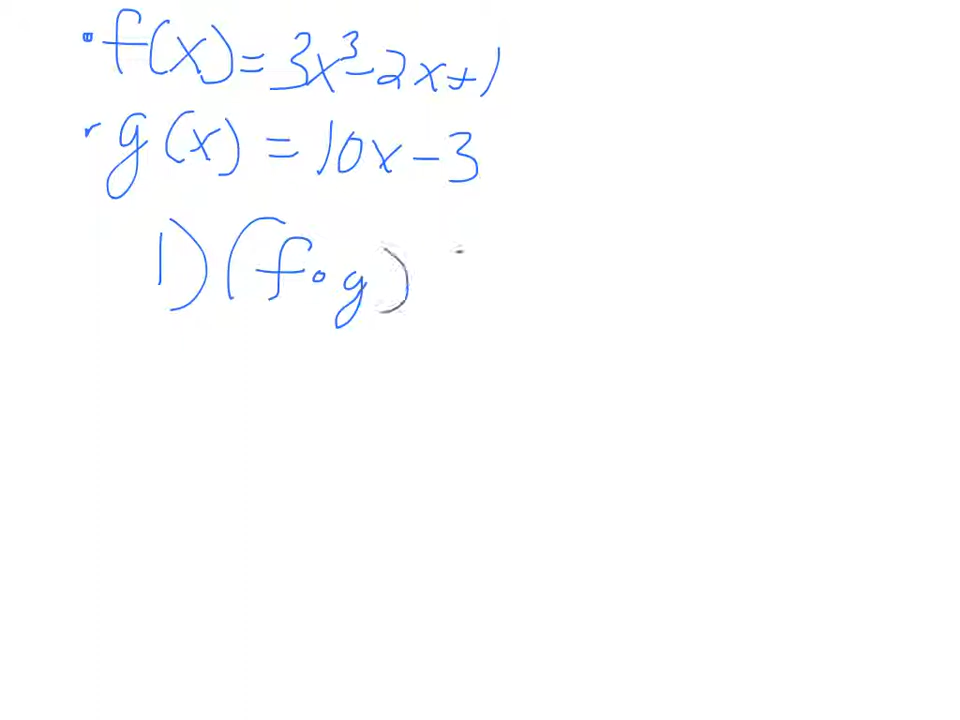 • f(x) = 3x³ - 2x + 1
• g(x) = 10x - 3
1) (f∘g)